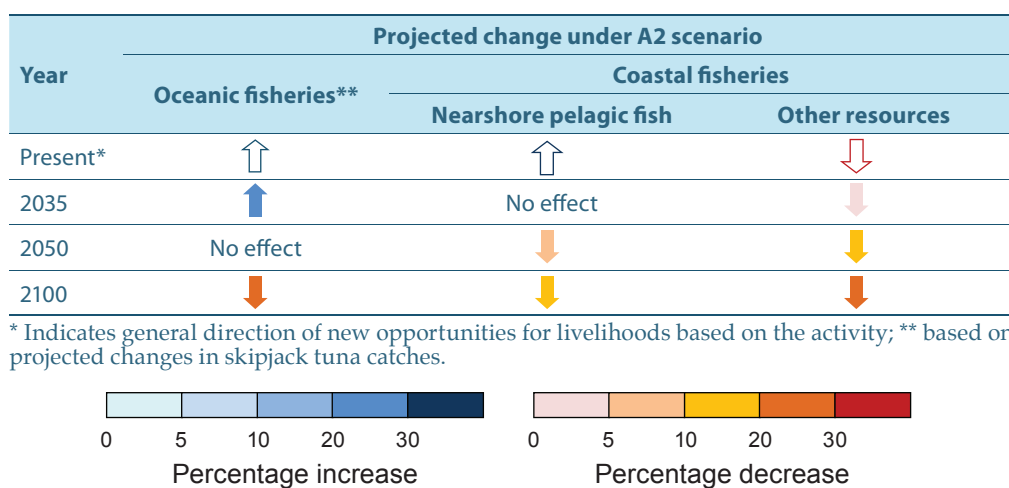 Projected change under A2 scenario
Year
Oceanic fisheries**
Coastal fisheries
Nearshore pelagic fish Other resources
Present*
2035 No effect
2050 No effect
2100
* Indicates general direction of new opportunities for livelihoods based on the activity; ** based on
projected changes in skipjack tuna catches.
0 5 10 20 30 0 5 10 20 30
Percentage increase Percentage decrease